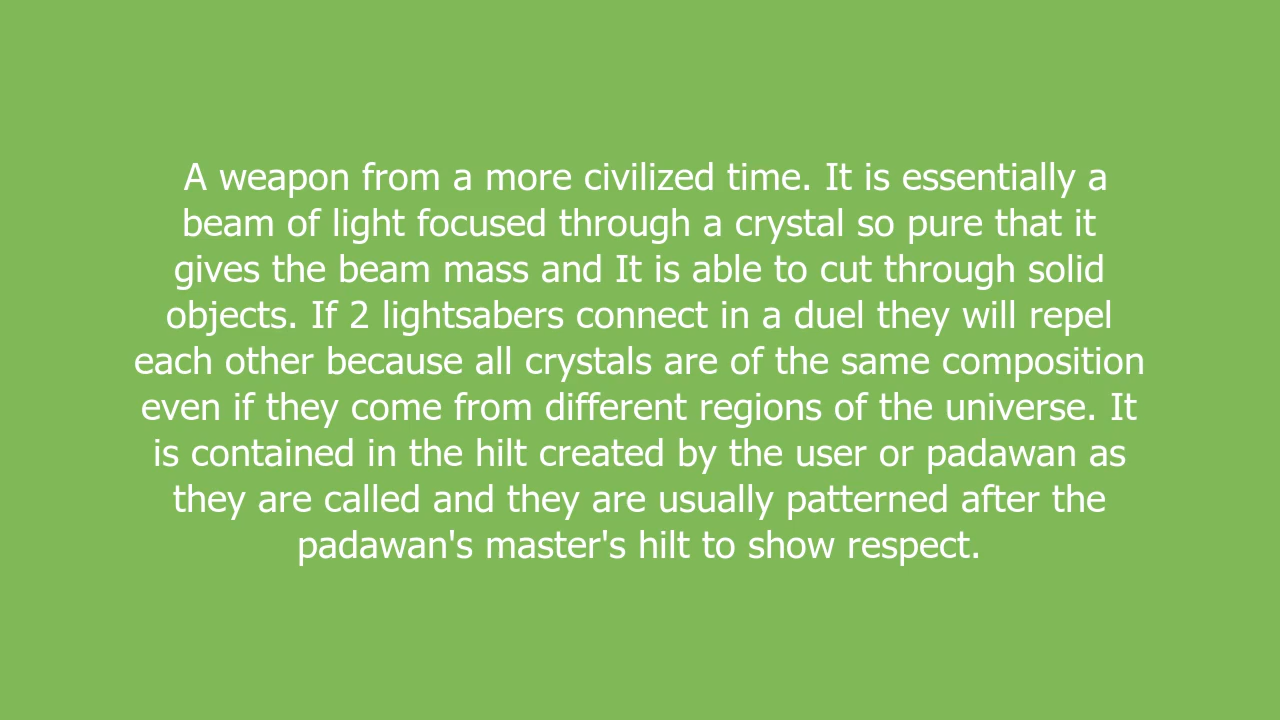 A weapon from a more civilized time. It is essentially a
beam of light focused through a crystal so pure that it
gives the beam mass and It is able to cut through solid
objects. If 2 lightsabers connect in a duel they will repel
each other because all crystals are of the same composition
even if they come from different regions of the universe. It
is contained in the hilt created by the user or padawan as
they are called and they are usually patterned after the
padawan's master's hilt to show respect.